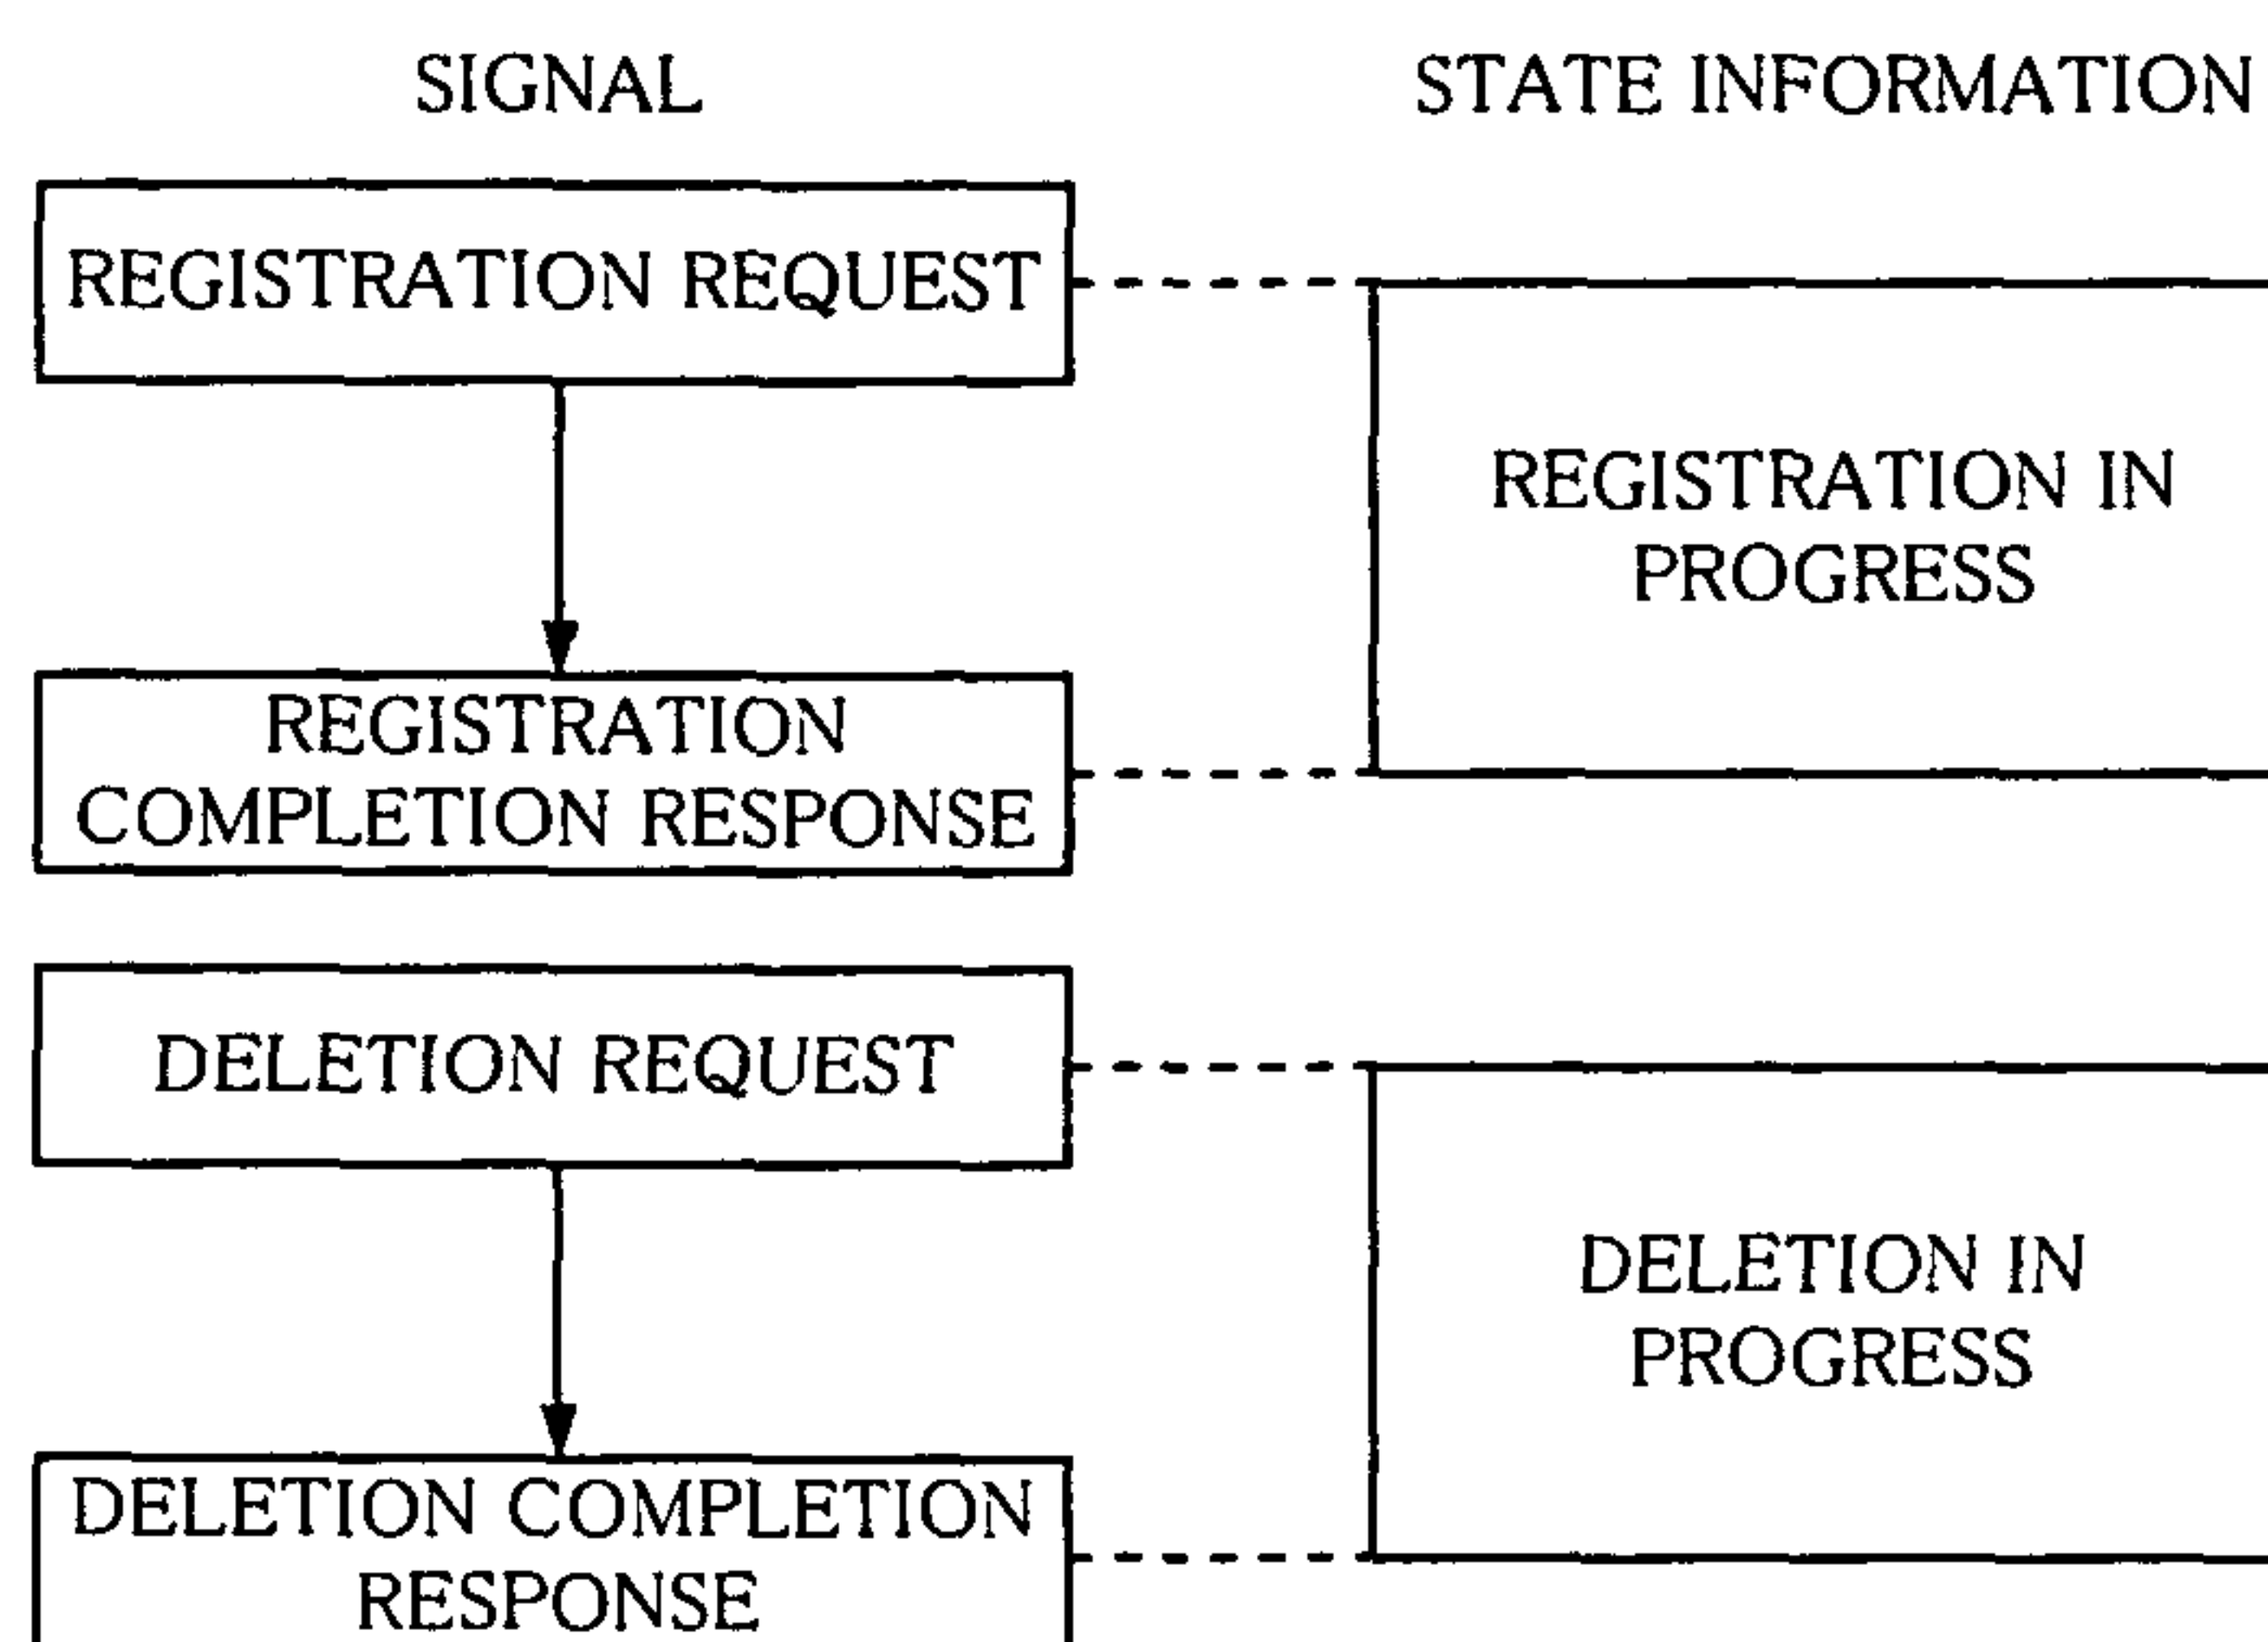 SIGNAL
STATE INFORMATION
REGISTRATION REQUEST
REGISTRATION IN
PROGRESS
REGISTRATION
COMPLETION RESPONSE
DELETION REQUEST
DELETION IN
PROGRESS
DELETION COMPLETION
RESPONSE